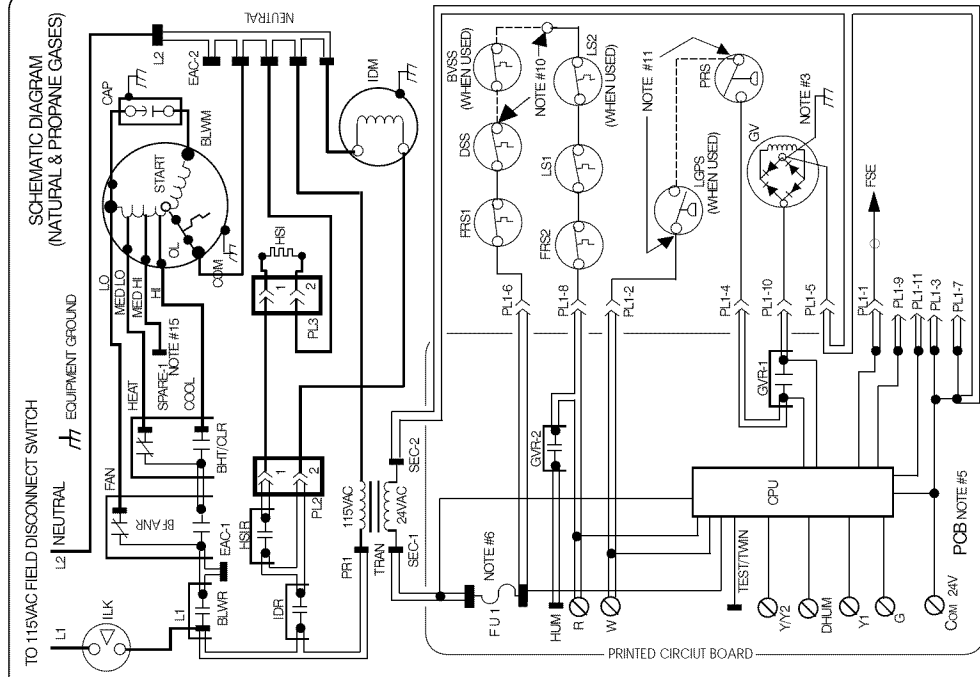 SCHEMATIC DIAGRAM
(NATURAL & PROPANE GASES)
TO 115VAC FIELD DISCONNECT SWITCH
L1
L2
NEUTRAL
EQUIPMENT GROUND
ILK
FAN
HEAT
SPARE-1
NOTE #15
COOL
LO
MED LO
MED HI
HI
CAP
START
OL
COM
BLWM
L2
EAC-2
NEUTRAL
IDM
HSI
1
2
PL3
BFANR
BHT/CLR
L1
BLWR
EAC-1
HSIR
IDR
1
2
PL2
PR1
115VAC
TRAN
24VAC
SEC-1
SEC-2
BVSS
(WHEN USED)
DSS
FRS1
NOTE #10
LS2
(WHEN USED)
LS1
FRS2
NOTE #11
PRS
LGPS
(WHEN USED)
GV
NOTE #3
FSE
PL1-6
PL1-8
PL1-2
PL1-4
PL1-10
PL1-5
PL1-1
PL1-9
PL1-11
PL1-3
PL1-7
GVR-2
GVR-1
CPU
PCB NOTE #5
NOTE #6
FU1
HUM
R
W
TEST/TWIN
Y/Y2
DHUM
Y1
G
COM 24V
PRINTED CIRCIUT BOARD